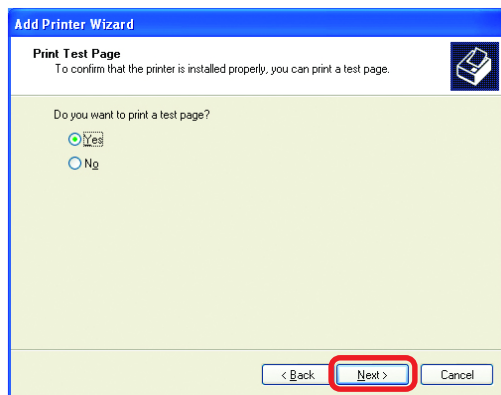 Add Printer Wizard
Print Test Page
To confirm that the printer is installed properly, you can print a test page.
Do you want to print a test page?
Yes
No
< Back
Next >
Cancel